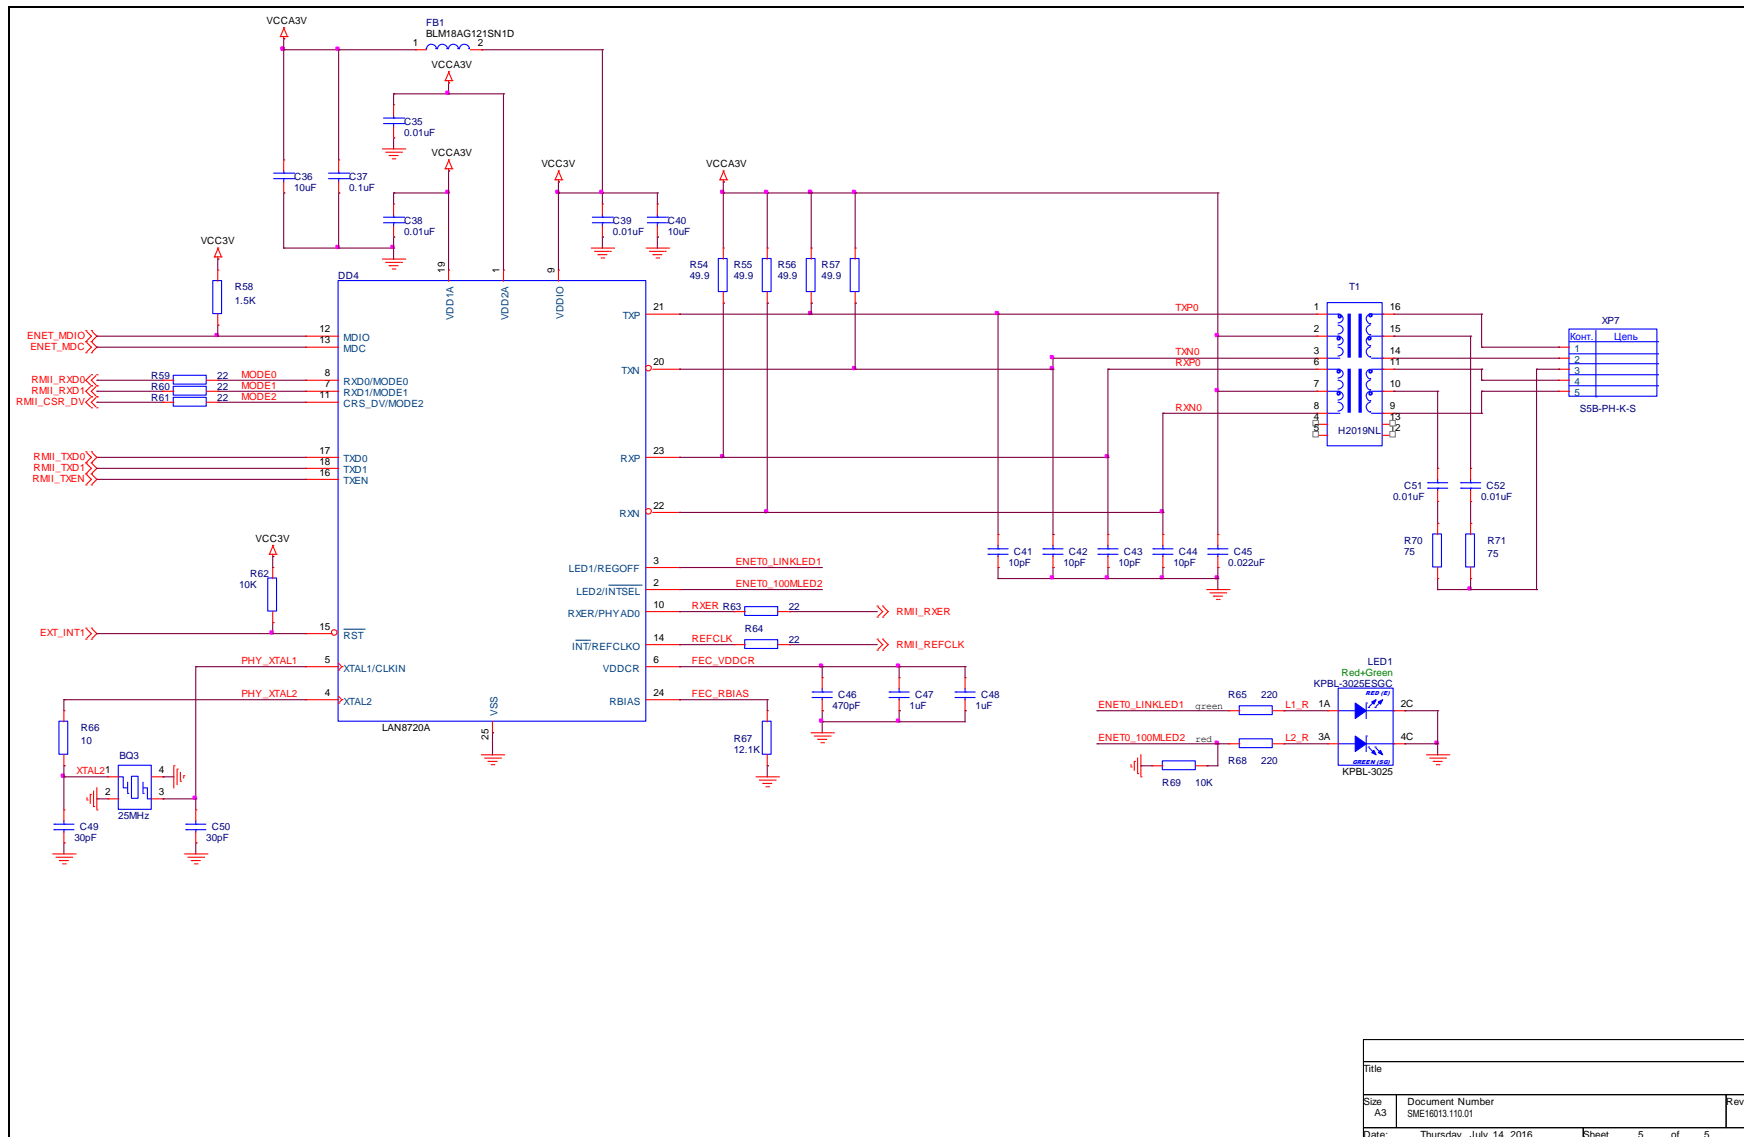 VCCA3V
FB1
BLM18AG121SN1D
1
2
VCCA3V
C35
0.01uF
VCCA3V
VCC3V
VCCA3V
C36
10uF
C37
0.1uF
C38
0.01uF
C39
0.01uF
C40
10uF
VCC3V
R58
1.5K
R54
49.9
R55
49.9
R56
49.9
R57
49.9
DD4
19
1
9
VDD1A
VDD2A
VDDIO
ENET_MDIO
12
MDIO
ENET_MDC
13
MDC
RMII_RXD0
R59
22
MODE0
8
RXD0/MODE0
RMII_RXD1
R60
22
MODE1
7
RXD1/MODE1
RMII_CSR_DV
R61
22
MODE2
11
CRS_DV/MODE2
RMII_TXD0
17
TXD0
RMII_TXD1
18
TXD1
RMII_TXEN
16
TXEN
VCC3V
R62
10K
EXT_INT1
15
RST
PHY_XTAL1
5
XTAL1/CLKIN
PHY_XTAL2
4
XTAL2
R66
10
BQ3
XTAL2
1
4
2
3
25MHz
C49
30pF
C50
30pF
VSS
25
LAN8720A
TXP
21
TXN
20
RXP
23
RXN
22
LED1/REGOFF
3
ENET0_LINKLED1
LED2/INTSEL
2
ENET0_100MLED2
RXER/PHYAD0
10
RXER
R63
22
RMII_RXER
INT/REFCLKO
14
REFCLK
R64
22
RMII_REFCLK
VDDCR
6
FEC_VDDCR
RBIAS
24
FEC_RBIAS
C46
470pF
C47
1uF
C48
1uF
R67
12.1K
C41
10pF
C42
10pF
C43
10pF
C44
10pF
C45
0.022uF
T1
TXP0
1
16
2
15
TXN0
3
14
RXP0
6
11
7
10
RXN0
8
9
4
13
5
12
H2019NL
XP7
Конт.
Цепь
1
2
3
4
5
S5B-PH-K-S
C51
0.01uF
C52
0.01uF
R70
75
R71
75
LED1
Red+Green
KPBL-3025ESGC
RED (E)
ENET0_LINKLED1
green
R65
220
L1_R
1A
2C
ENET0_100MLED2
red
R68
220
L2_R
3A
4C
GREEN (SG)
KPBL-3025
R69
10K
Title
Size
A3
Document Number
SME16013.110.01
Rev
Date:
Thursday, July 14, 2016
Sheet
5
of
5